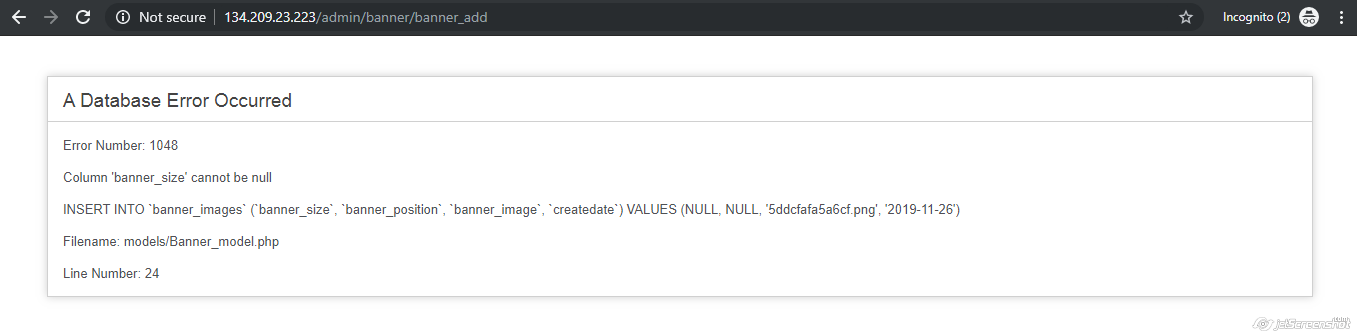 Not secure | 134.209.23.223/admin/banner/banner_add Incognito (2)
A Database Error Occurred
Error Number: 1048
Column 'banner_size' cannot be null
INSERT INTO `banner_images` (`banner_size`, `banner_position`, `banner_image`, `createdate`) VALUES (NULL, NULL, '5ddcfafa5a6cf.png', '2019-11-26')
Filename: models/Banner_model.php
Line Number: 24
jetScreenshot